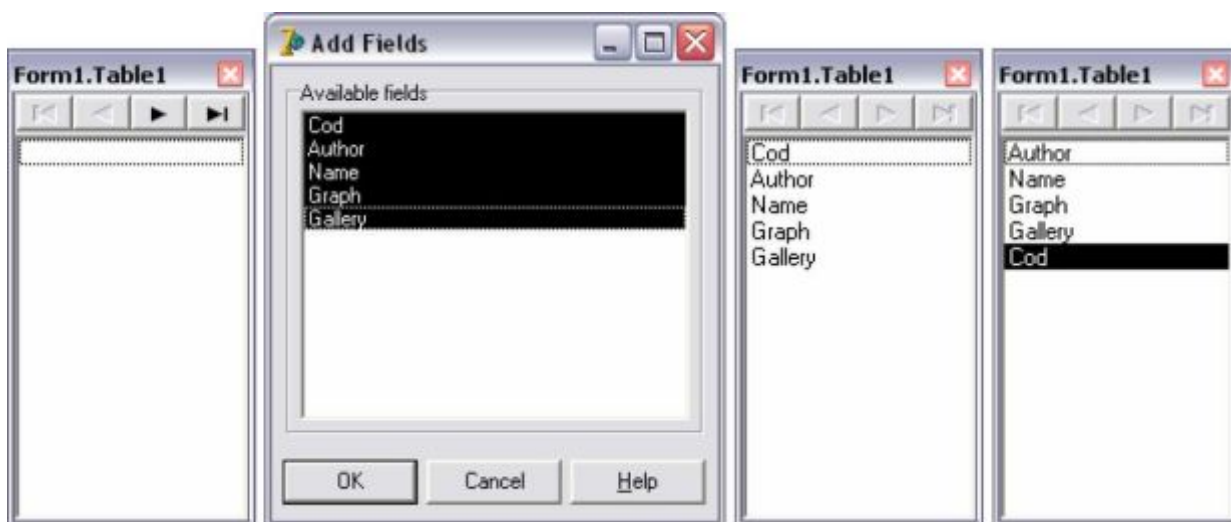 Form1.Table1
Add Fields
Available fields
Cod
Author
Name
Graph
Gallery
OK
Cancel
Help
Form1.Table1
Cod
Author
Name
Graph
Gallery
Form1.Table1
Author
Name
Graph
Gallery
Cod